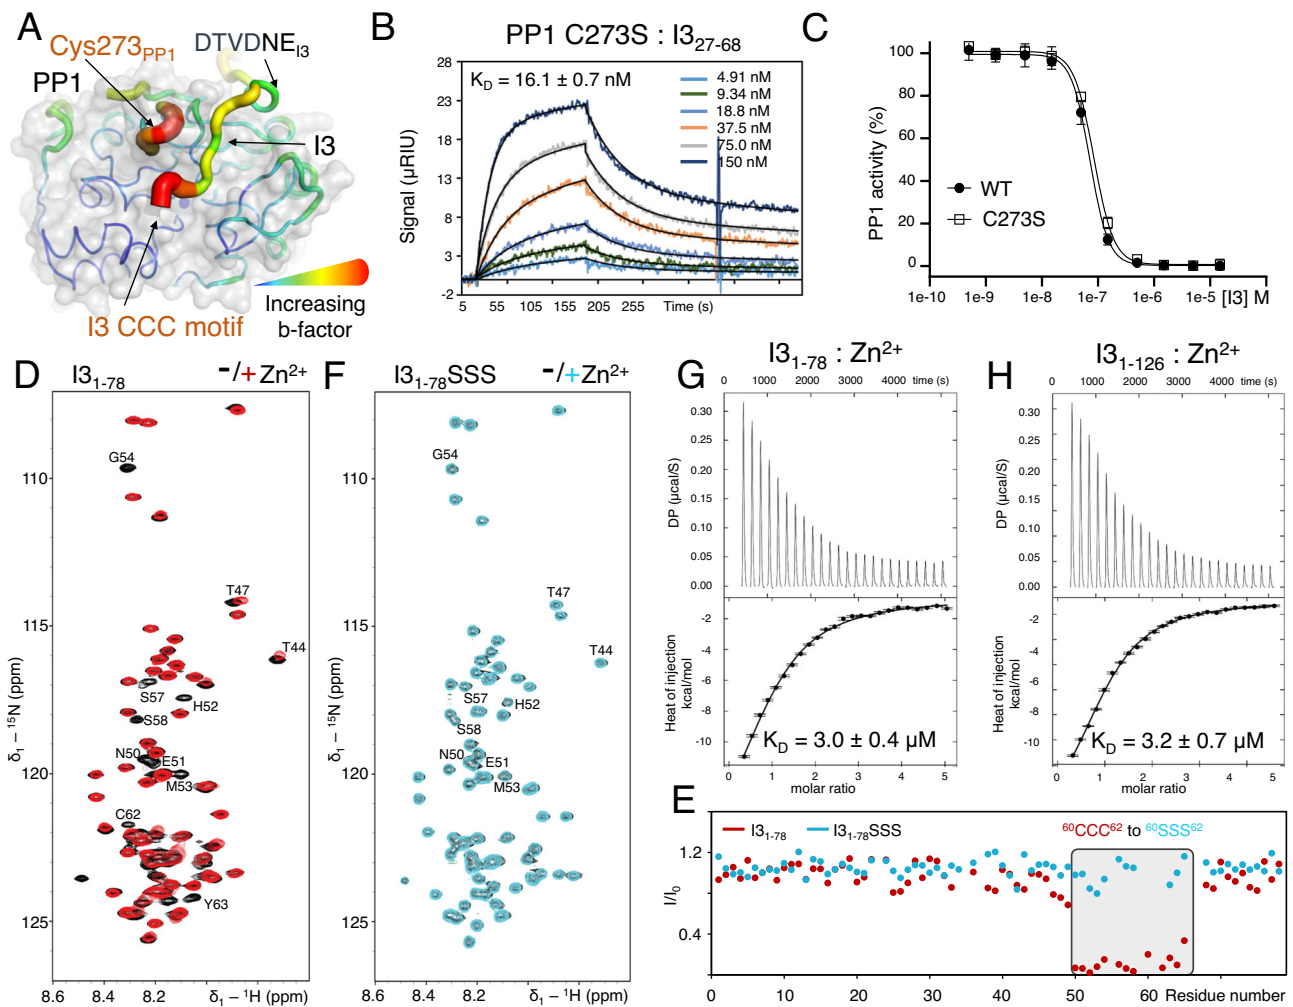 A
Cys273PP1
DTVDNEI3
PP1
I3
I3 CCC motif
Increasing
b-factor
B
PP1 C273S : I327-68
KD = 16.1 ± 0.7 nM
4.91 nM
9.34 nM
18.8 nM
37.5 nM
75.0 nM
150 nM
Signal (µRIU)
28
23
18
13
8
3
-2
5 55 105 155 205 255 Time (s)
C
PP1 activity (%)
100
80
60
40
20
0
WT
C273S
1e-10 1e-9 1e-8 1e-7 1e-6 1e-5 [I3] M
D
I31-78
-/+ Zn2+
G54
T47
T44
S57
H52
S58
N50
E51
M53
C62
Y63
110
115
120
125
δ1 – 15N (ppm)
8.6 8.4 8.2 δ1 – 1H (ppm)
F
I31-78SSS
-/+ Zn2+
G54
T47
T44
S57
H52
S58
N50
E51
M53
110
115
120
125
δ1 – 15N (ppm)
8.6 8.4 8.2 δ1 – 1H (ppm)
G
I31-78 : Zn2+
0 1000 2000 3000 4000 time (s)
DP (µcal/S)
0.30
0.25
0.20
0.15
0.10
0.05
0.00
Heat of injection
kcal/mol
-2
-4
-6
-8
-10
KD = 3.0 ± 0.4 µM
0 1 2 3 4 5
molar ratio
H
I31-126 : Zn2+
0 1000 2000 3000 4000 time (s)
DP (µcal/S)
0.30
0.25
0.20
0.15
0.10
0.05
0.00
Heat of injection
kcal/mol
-2
-4
-6
-8
-10
KD = 3.2 ± 0.7 µM
0 1 2 3 4 5
molar ratio
E
I31-78
I31-78SSS
60CCC62 to 60SSS62
I/I0
1.2
0.4
0 10 20 30 40 50 60 Residue number